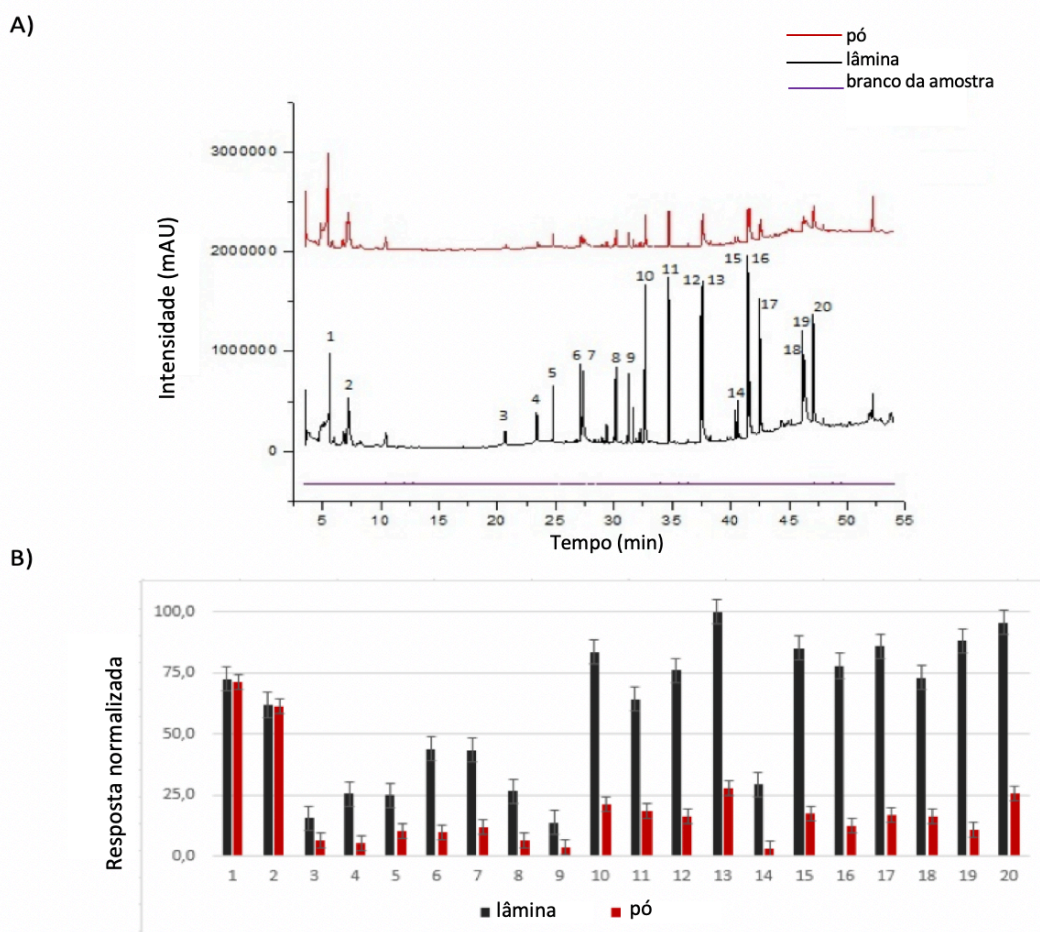 A)
pó
lâmina
branco da amostra
Intensidade (mAU)
3000000
2000000
1000000
0
1
2
3
4
5
6 7
8 9
10 11
12 13
14
15 16
17
18
19
20
5 10 15 20 25 30 35 40 45 50 55
Tempo (min)
B)
Resposta normalizada
100,0
75,0
50,0
25,0
0,0
1 2 3 4 5 6 7 8 9 10 11 12 13 14 15 16 17 18 19 20
lâmina pó